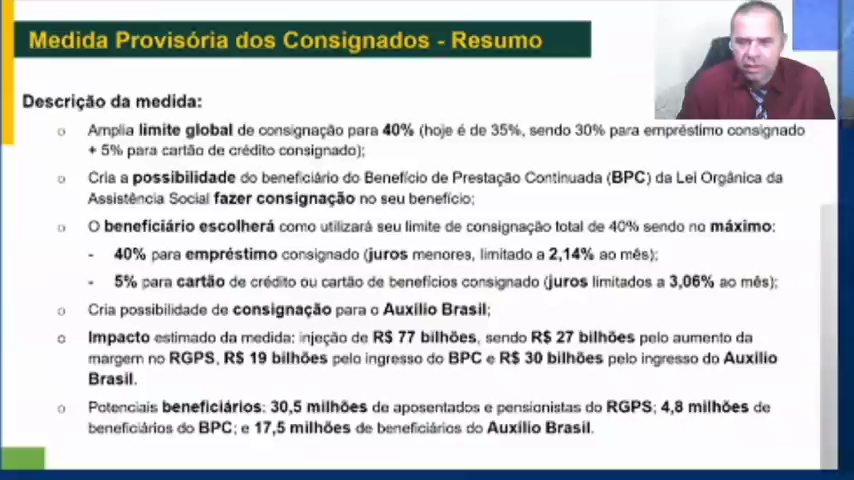 Medida Provisória dos Consignados - Resumo
Descrição da medida:
Amplia limite global de consignação para 40% (hoje é de 35%, sendo 30% para empréstimo consignado
+ 5% para cartão de crédito consignado);
Cria a possibilidade do beneficiário do Benefício de Prestação Continuada (BPC) da Lei Orgânica da
Assistência Social fazer consignação no seu benefício;
O beneficiário escolherá como utilizará seu limite de consignação total de 40% sendo no máximo:
- 40% para empréstimo consignado (juros menores, limitado a 2,14% ao mês);
- 5% para cartão de crédito ou cartão de benefícios consignado (juros limitados a 3,06% ao mês);
Cria possibilidade de consignação para o Auxílio Brasil;
Impacto estimado da medida: injeção de R$ 77 bilhões, sendo R$ 27 bilhões pelo aumento da
margem no RGPS, R$ 19 bilhões pelo ingresso do BPC e R$ 30 bilhões pelo ingresso do Auxílio
Brasil.
Potenciais beneficiários: 30,5 milhões de aposentados e pensionistas do RGPS; 4,8 milhões de
beneficiários do BPC; e 17,5 milhões de beneficiários do Auxílio Brasil.